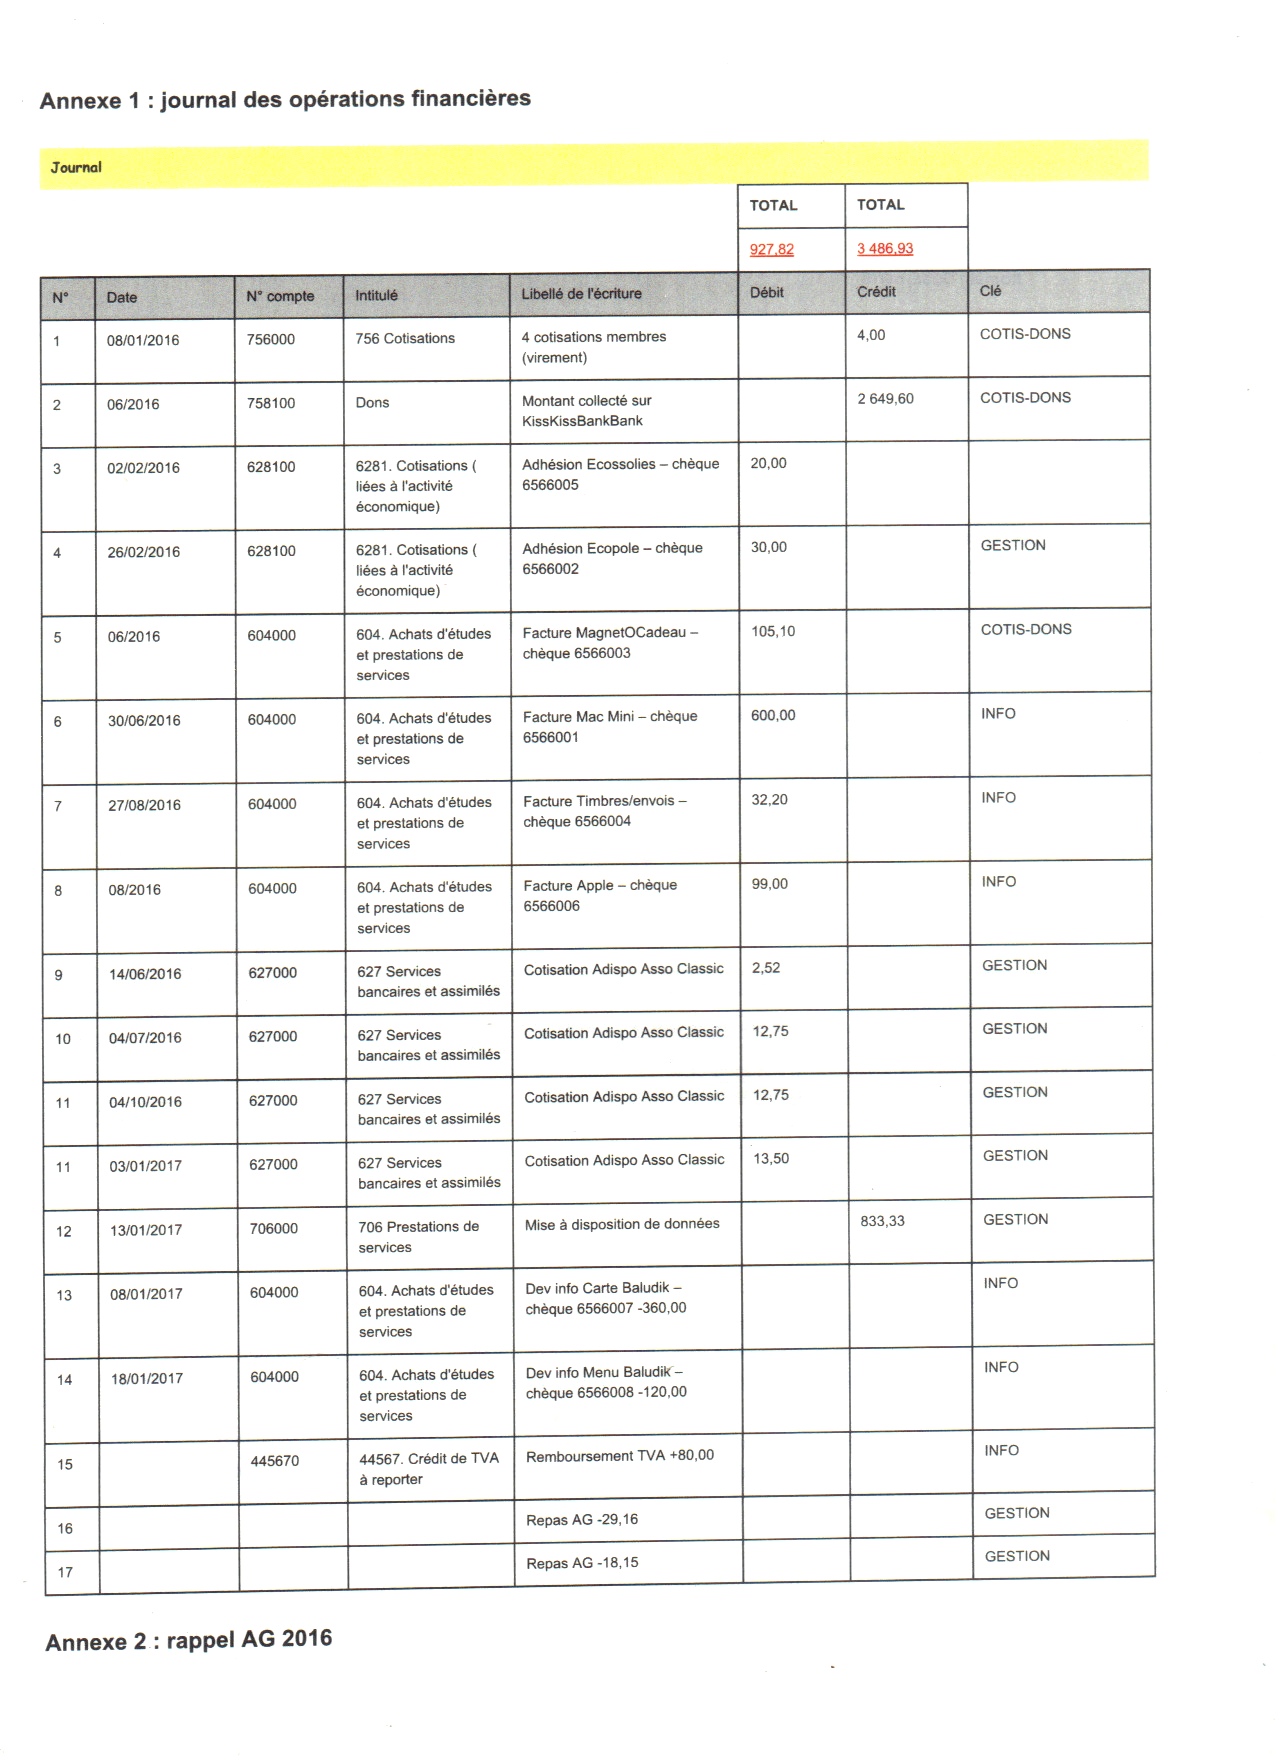 Annexe 1 : journal des opérations financières
Journal
TOTAL TOTAL
927,82 3 486,93
N° Date N° compte Intitulé Libellé de l'écriture Débit Crédit Clé
1 08/01/2016 756000 756 Cotisations 4 cotisations membres 4,00 COTIS-DONS
(virement)
2 06/2016 758100 Dons Montant collecté sur 2 649,60 COTIS-DONS
KissKissBankBank
3 02/02/2016 628100 6281. Cotisations ( Adhésion Ecossolies – chèque 20,00
liées à l'activité 6566005
économique)
4 26/02/2016 628100 6281. Cotisations ( Adhésion Ecopole – chèque 30,00 GESTION
liées à l'activité 6566002
économique)
5 06/2016 604000 604. Achats d'études Facture MagnetOCadeau – 105,10 COTIS-DONS
et prestations de chèque 6566003
services
6 30/06/2016 604000 604. Achats d'études Facture Mac Mini – chèque 600,00 INFO
et prestations de 6566001
services
7 27/08/2016 604000 604. Achats d'études Facture Timbres/envois – 32,20 INFO
et prestations de chèque 6566004
services
8 08/2016 604000 604. Achats d'études Facture Apple – chèque 99,00 INFO
et prestations de 6566006
services
9 14/06/2016 627000 627 Services Cotisation Adispo Asso Classic 2,52 GESTION
bancaires et assimilés
10 04/07/2016 627000 627 Services Cotisation Adispo Asso Classic 12,75 GESTION
bancaires et assimilés
11 04/10/2016 627000 627 Services Cotisation Adispo Asso Classic 12,75 GESTION
bancaires et assimilés
11 03/01/2017 627000 627 Services Cotisation Adispo Asso Classic 13,50 GESTION
bancaires et assimilés
12 13/01/2017 706000 706 Prestations de Mise à disposition de données 833,33 GESTION
services
13 08/01/2017 604000 604. Achats d'études Dev info Carte Baludik – INFO
et prestations de chèque 6566007 -360,00
services
14 18/01/2017 604000 604. Achats d'études Dev info Menu Baludik – INFO
et prestations de chèque 6566008 -120,00
services
15 445670 44567. Crédit de TVA Remboursement TVA +80,00 INFO
à reporter
16 Repas AG -29,16 GESTION
17 Repas AG -18,15 GESTION
Annexe 2 : rappel AG 2016